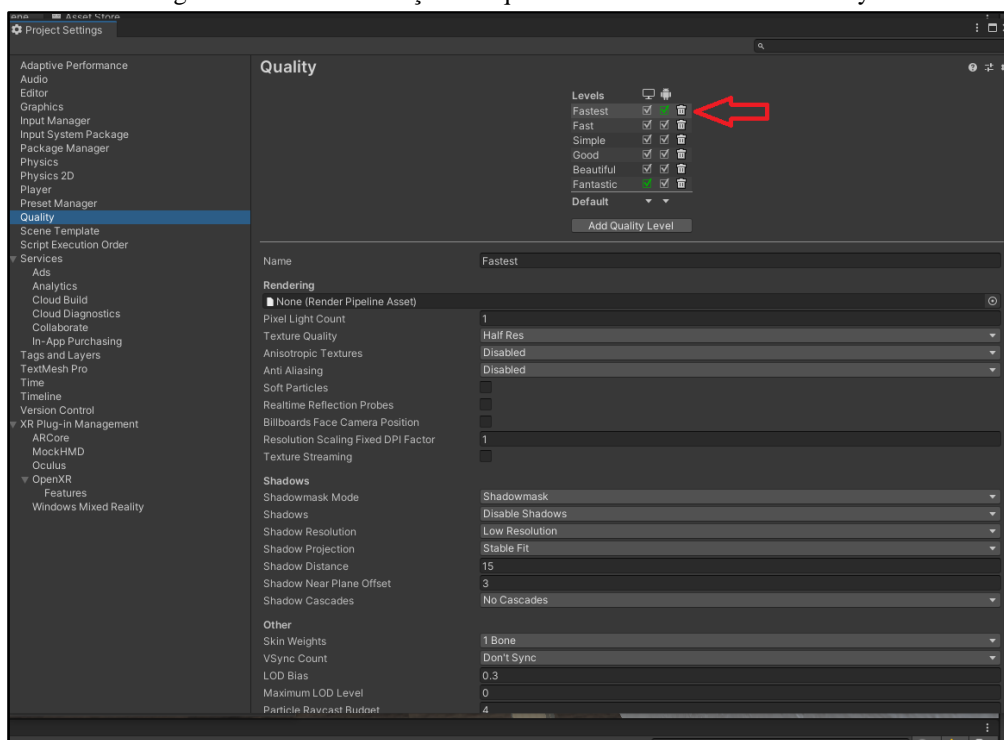 Asset Store
Project Settings
Adaptive Performance
Audio
Editor
Graphics
Input Manager
Input System Package
Package Manager
Physics
Physics 2D
Player
Preset Manager
Quality
Scene Template
Script Execution Order
Services
Ads
Analytics
Cloud Build
Cloud Diagnostics
Collaborate
In-App Purchasing
Tags and Layers
TextMesh Pro
Time
Timeline
Version Control
XR Plug-in Management
ARCore
MockHMD
Oculus
OpenXR
Features
Windows Mixed Reality
Quality
Levels
Fastest
Fast
Simple
Good
Beautiful
Fantastic
Default
Add Quality Level
Name Fastest
Rendering
None (Render Pipeline Asset)
Pixel Light Count 1
Texture Quality Half Res
Anisotropic Textures Disabled
Anti Aliasing Disabled
Soft Particles
Realtime Reflection Probes
Billboards Face Camera Position
Resolution Scaling Fixed DPI Factor 1
Texture Streaming
Shadows
Shadowmask Mode Shadowmask
Shadows Disable Shadows
Shadow Resolution Low Resolution
Shadow Projection Stable Fit
Shadow Distance 15
Shadow Near Plane Offset 3
Shadow Cascades No Cascades
Other
Skin Weights 1 Bone
VSync Count Don't Sync
LOD Bias 0.3
Maximum LOD Level 0
Particle Raycast Budget 4